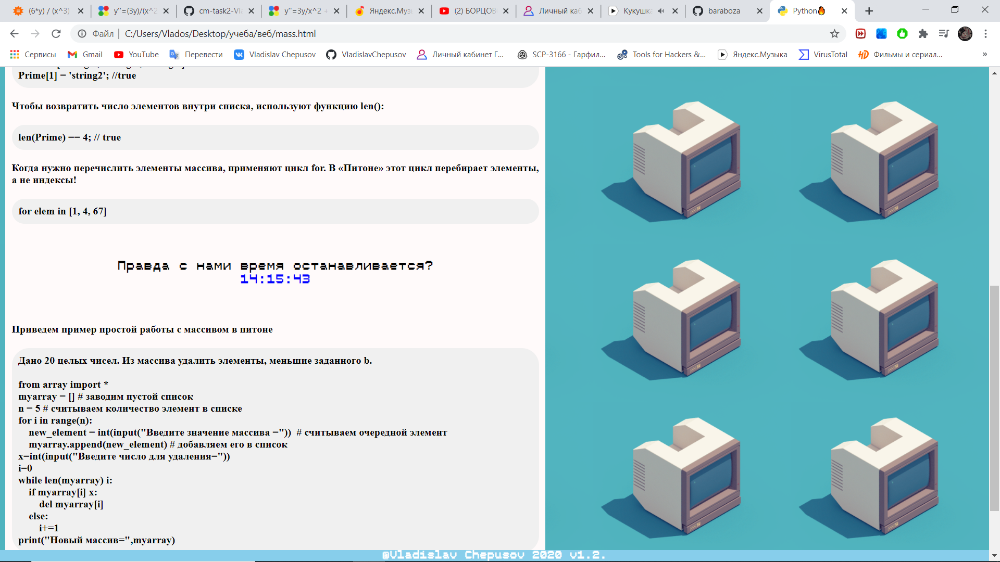 (6*y) / (x^3)
y''=(3y)/(x^2
cm-task2-Vla
y''=3y/x^2 +
Яндекс.Музы
(2) БОРЦОВ
Личный каб
Кукушка
baraboza
Python🔥
Файл | C:/Users/Vlados/Desktop/учеба/веб/mass.html
Сервисы Gmail YouTube Перевести Vladislav Chepusov VladislavChepusov Личный кабинет Г... SCP-3166 - Гарфил... Tools for Hackers &... Яндекс.Музыка VirusTotal Фильмы и сериал... »
Prime[1] = 'string2'; //true
Чтобы возвратить число элементов внутри списка, используют функцию len():
len(Prime) == 4; // true
Когда нужно перечислить элементы массива, применяют цикл for. В «Питоне» этот цикл перебирает элементы,
а не индексы!
for elem in [1, 4, 67]
Правда с нами время останавливается?
14:15:43
Приведем пример простой работы с массивом в питоне
Дано 20 целых чисел. Из массива удалить элементы, меньшие заданного b.
from array import *
myarray = [] # заводим пустой список
n = 5 # считываем количество элемент в списке
for i in range(n):
new_element = int(input("Введите значение массива =")) # считываем очередной элемент
myarray.append(new_element) # добавляем его в список
x=int(input("Введите число для удаления="))
i=0
while len(myarray) i:
if myarray[i] x:
del myarray[i]
else:
i+=1
print("Новый массив=",myarray)
@Vladislav Chepusov 2020 v1.2.